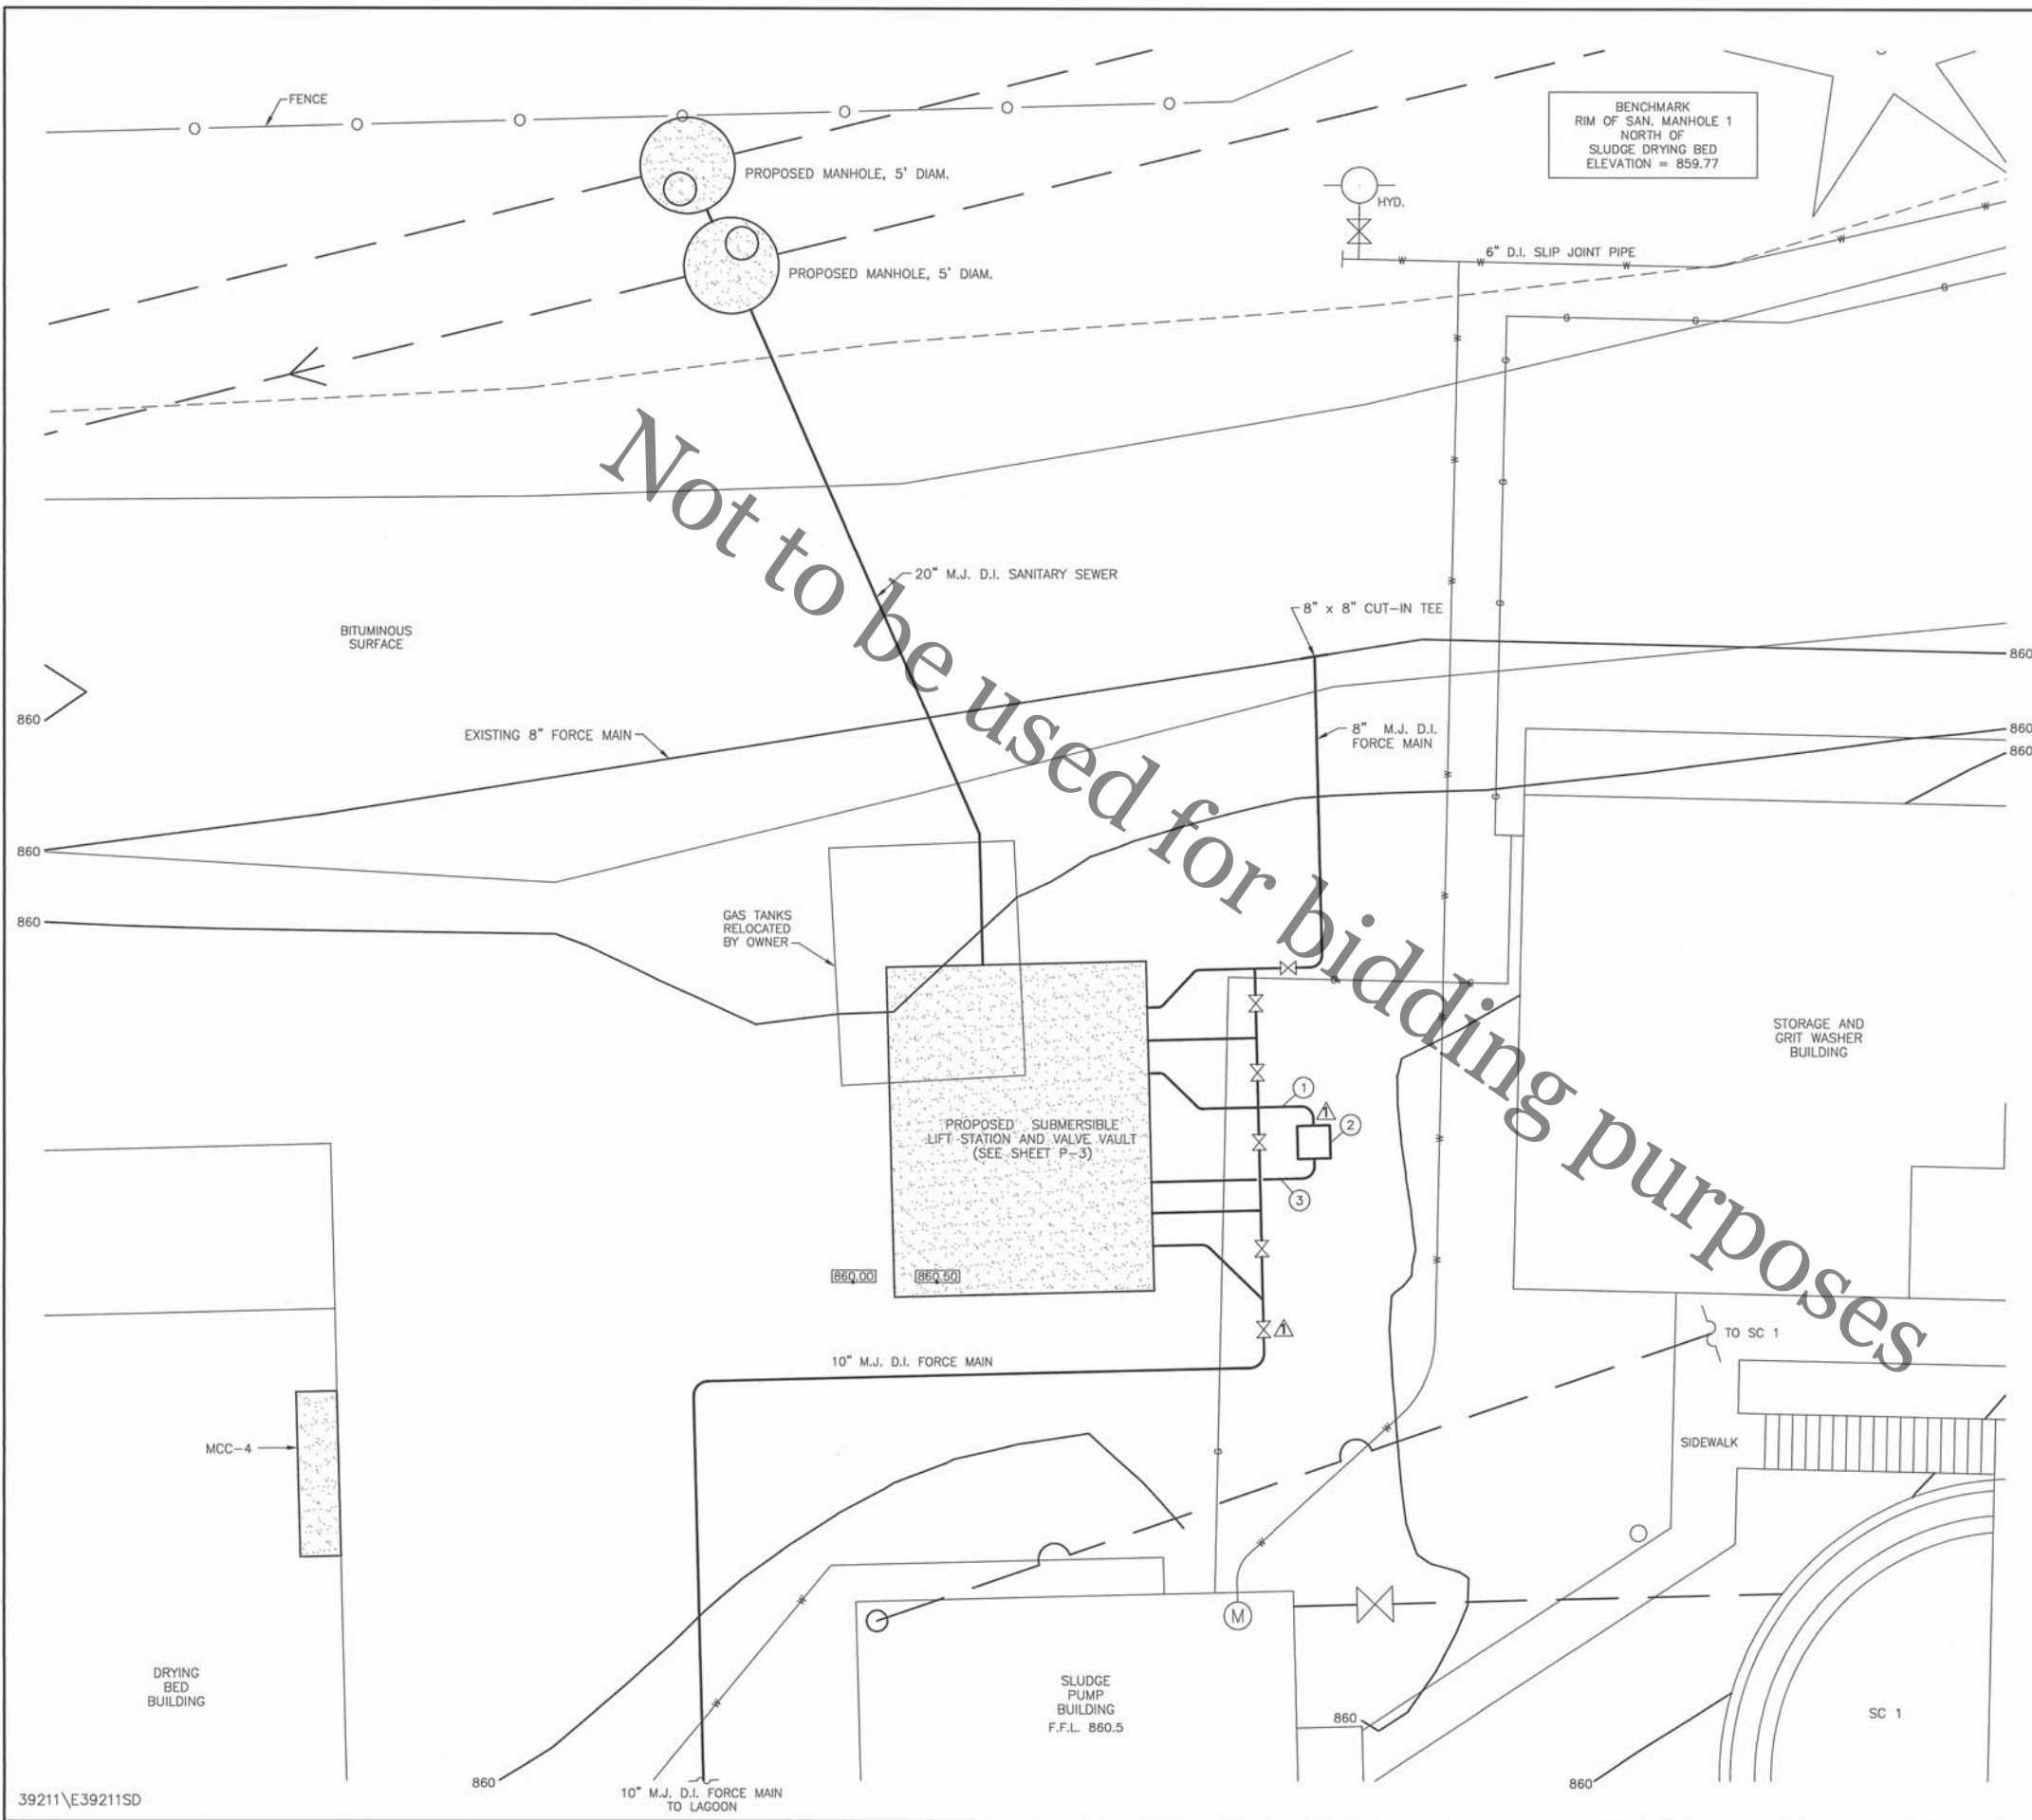 FENCE
BENCHMARK
RIM OF SAN. MANHOLE 1
NORTH OF
SLUDGE DRYING BED
ELEVATION = 859.77
PROPOSED MANHOLE, 5' DIAM.
HYD.
6" D.I. SLIP JOINT PIPE
W W W W W
PROPOSED MANHOLE, 5' DIAM.
G G G
W
G
W
G
Not to be used for bidding purposes
20" M.J. D.I. SANITARY SEWER
W
G
8" x 8" CUT-IN TEE
BITUMINOUS
SURFACE
860
860
EXISTING 8" FORCE MAIN
8" M.J. D.I.
FORCE MAIN
860
860
W
G
860
W
GAS TANKS
RELOCATED
BY OWNER
860
G G
W
STORAGE AND
GRIT WASHER
BUILDING
1
1
2
PROPOSED SUBMERSIBLE
LIFT STATION AND VALVE VAULT
(SEE SHEET P-3)
W
3
W
860.00
860.50
1
TO SC 1
10" M.J. D.I. FORCE MAIN
MCC-4
G
W
SIDEWALK
W
W
M
DRYING
BED
BUILDING
W
SLUDGE
PUMP
BUILDING
F.F.L. 860.5
860
SC 1
860
10" M.J. D.I. FORCE MAIN
TO LAGOON
860
39211\E39211SD